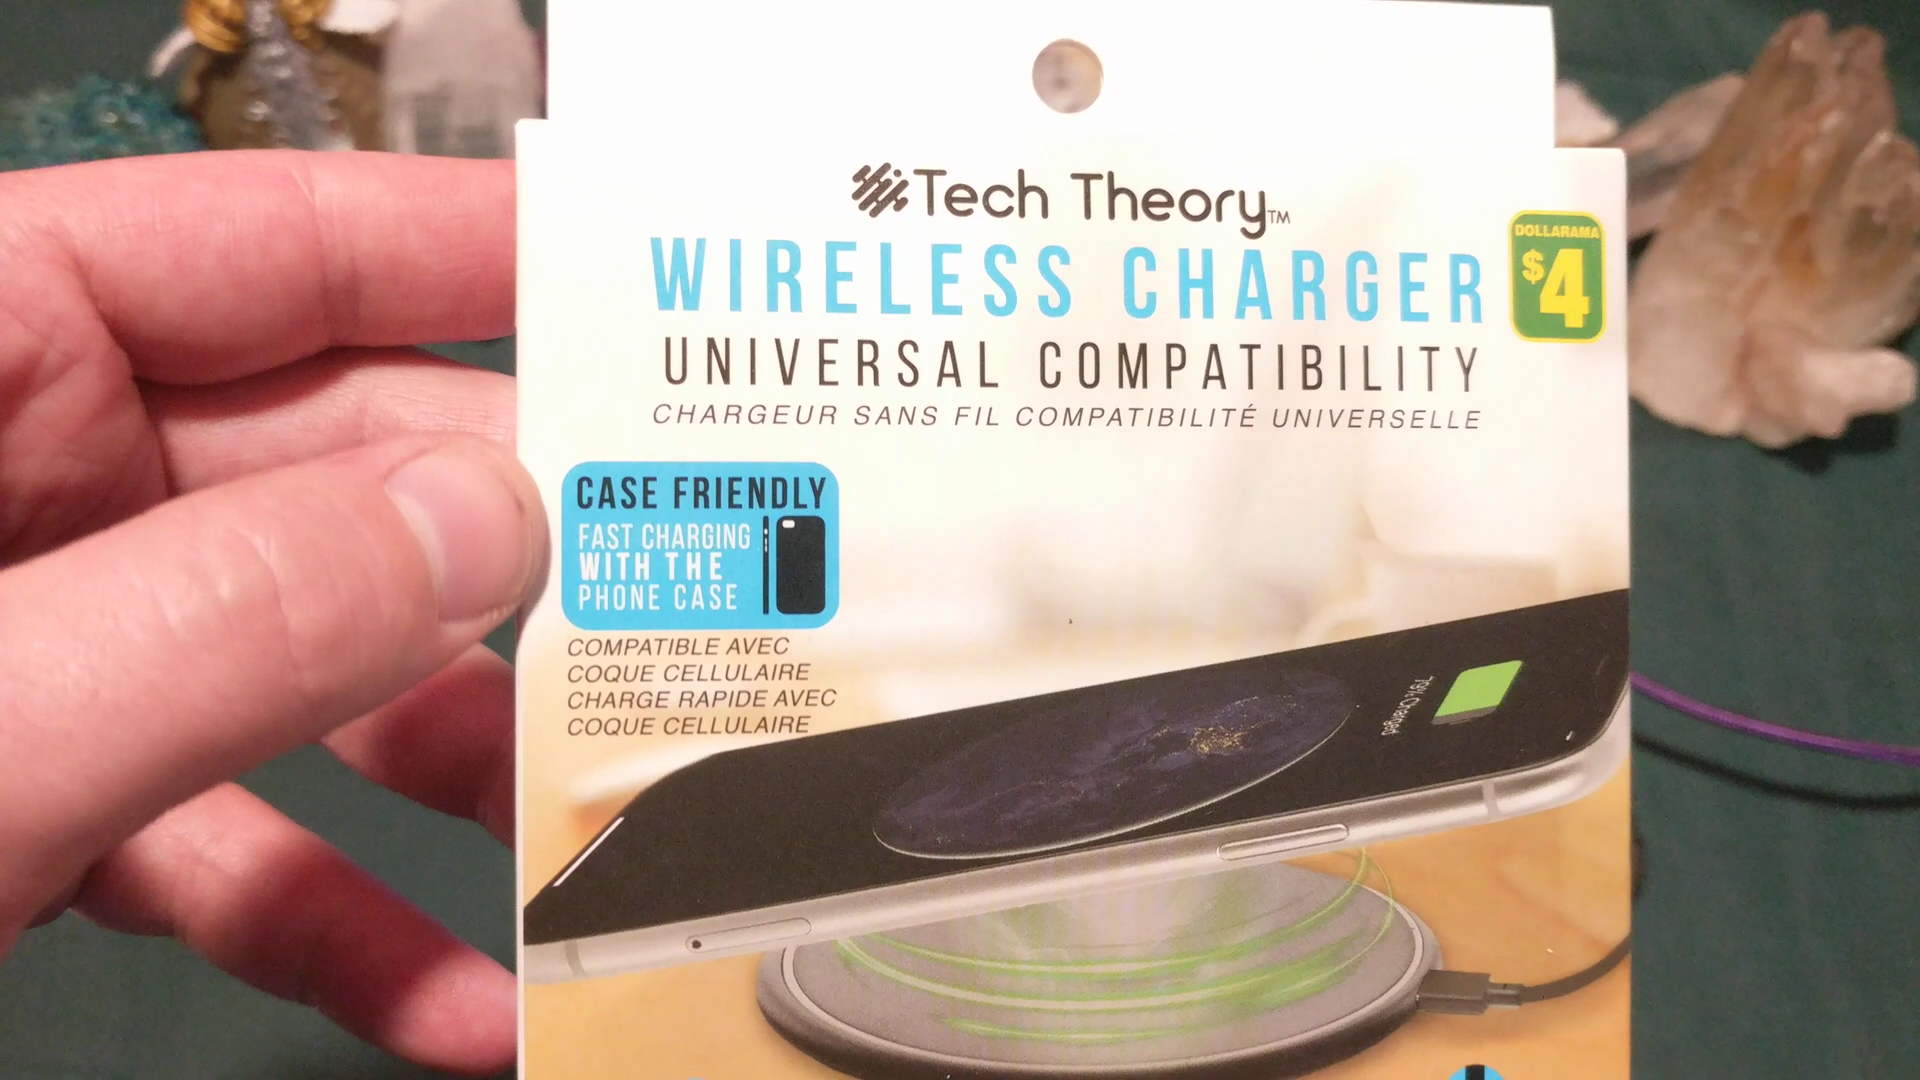 Tech Theory™
WIRELESS CHARGER
DOLLARAMA
$4
UNIVERSAL COMPATIBILITY
CHARGEUR SANS FIL COMPATIBILITÉ UNIVERSELLE
CASE FRIENDLY
FAST CHARGING
WITH THE
PHONE CASE
COMPATIBLE AVEC
COQUE CELLULAIRE
CHARGE RAPIDE AVEC
COQUE CELLULAIRE
79% Charged